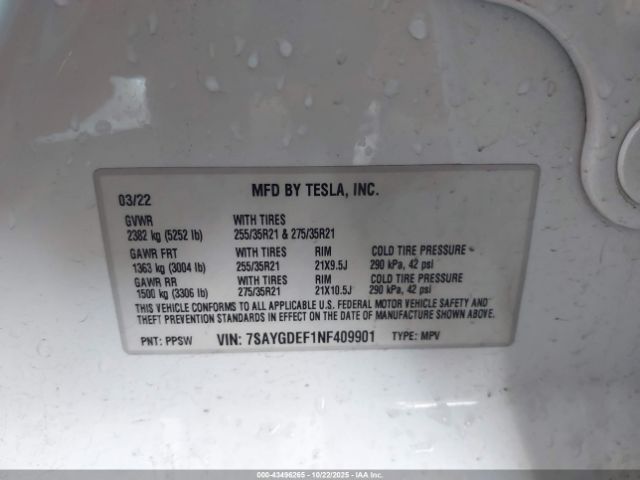 MFD BY TESLA, INC.
03/22
GVWR WITH TIRES
2382 kg (5252 lb) 255/35R21 & 275/35R21
GAWR FRT WITH TIRES RIM COLD TIRE PRESSURE
1363 kg (3004 lb) 255/35R21 21X9.5J 290 kPa, 42 psi
GAWR RR WITH TIRES RIM COLD TIRE PRESSURE
1500 kg (3306 lb) 275/35R21 21X10.5J 290 kPa, 42 psi
THIS VEHICLE CONFORMS TO ALL APPLICABLE U.S. FEDERAL MOTOR VEHICLE SAFETY AND
THEFT PREVENTION STANDARDS IN EFFECT ON THE DATE OF MANUFACTURE SHOWN ABOVE.
PNT: PPSW VIN: 7SAYGDEF1NF409901 TYPE: MPV
000-43496265 - 10/22/2025 - IAA Corp.